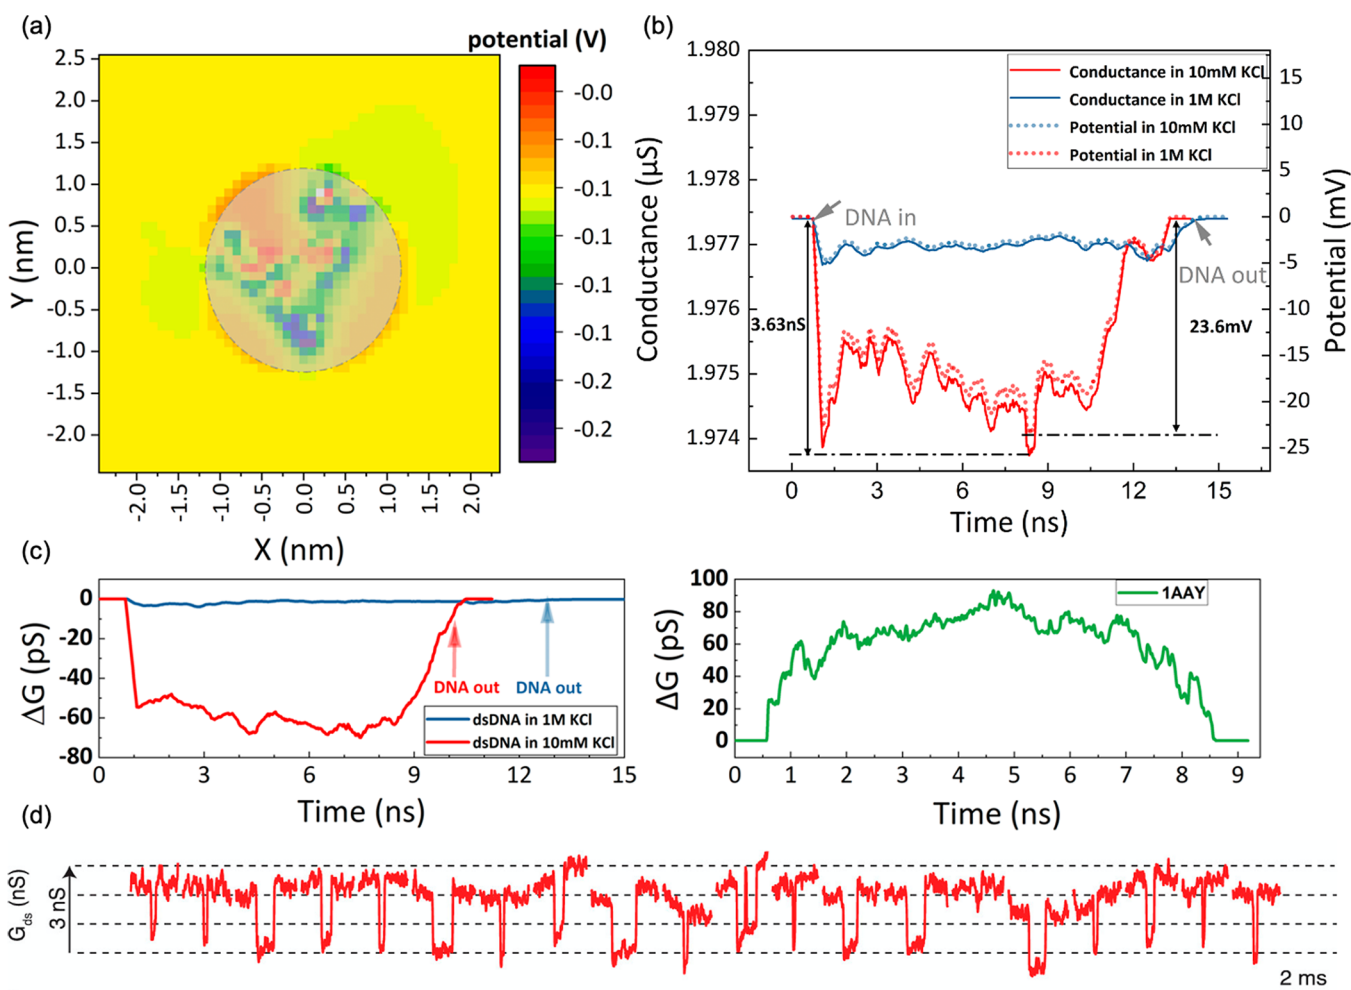 (a)
potential (V)
2.5
2.0
1.5
1.0
0.5
0.0
-0.5
-1.0
-1.5
-2.0
Y (nm)
-2.0
-1.5
-1.0
-0.5
0.0
0.5
1.0
1.5
2.0
X (nm)
-0.0
-0.1
-0.1
-0.1
-0.1
-0.1
-0.2
-0.2
(b)
1.980
1.979
1.978
1.977
1.976
1.975
1.974
Conductance (µS)
Conductance in 10mM KCl
Conductance in 1M KCl
Potential in 10mM KCl
Potential in 1M KCl
DNA in
DNA out
3.63nS
23.6mV
15
10
5
0
-5
-10
-15
-20
-25
Potential (mV)
0 3 6 9 12 15
Time (ns)
(c)
0
-20
-40
-60
-80
ΔG (pS)
DNA out
DNA out
dsDNA in 1M KCl
dsDNA in 10mM KCl
0 3 6 9 12 15
Time (ns)
100
80
60
40
20
0
ΔG (pS)
1AAY
0 1 2 3 4 5 6 7 8 9
Time (ns)
(d)
Gds (nS)
3 nS
2 ms